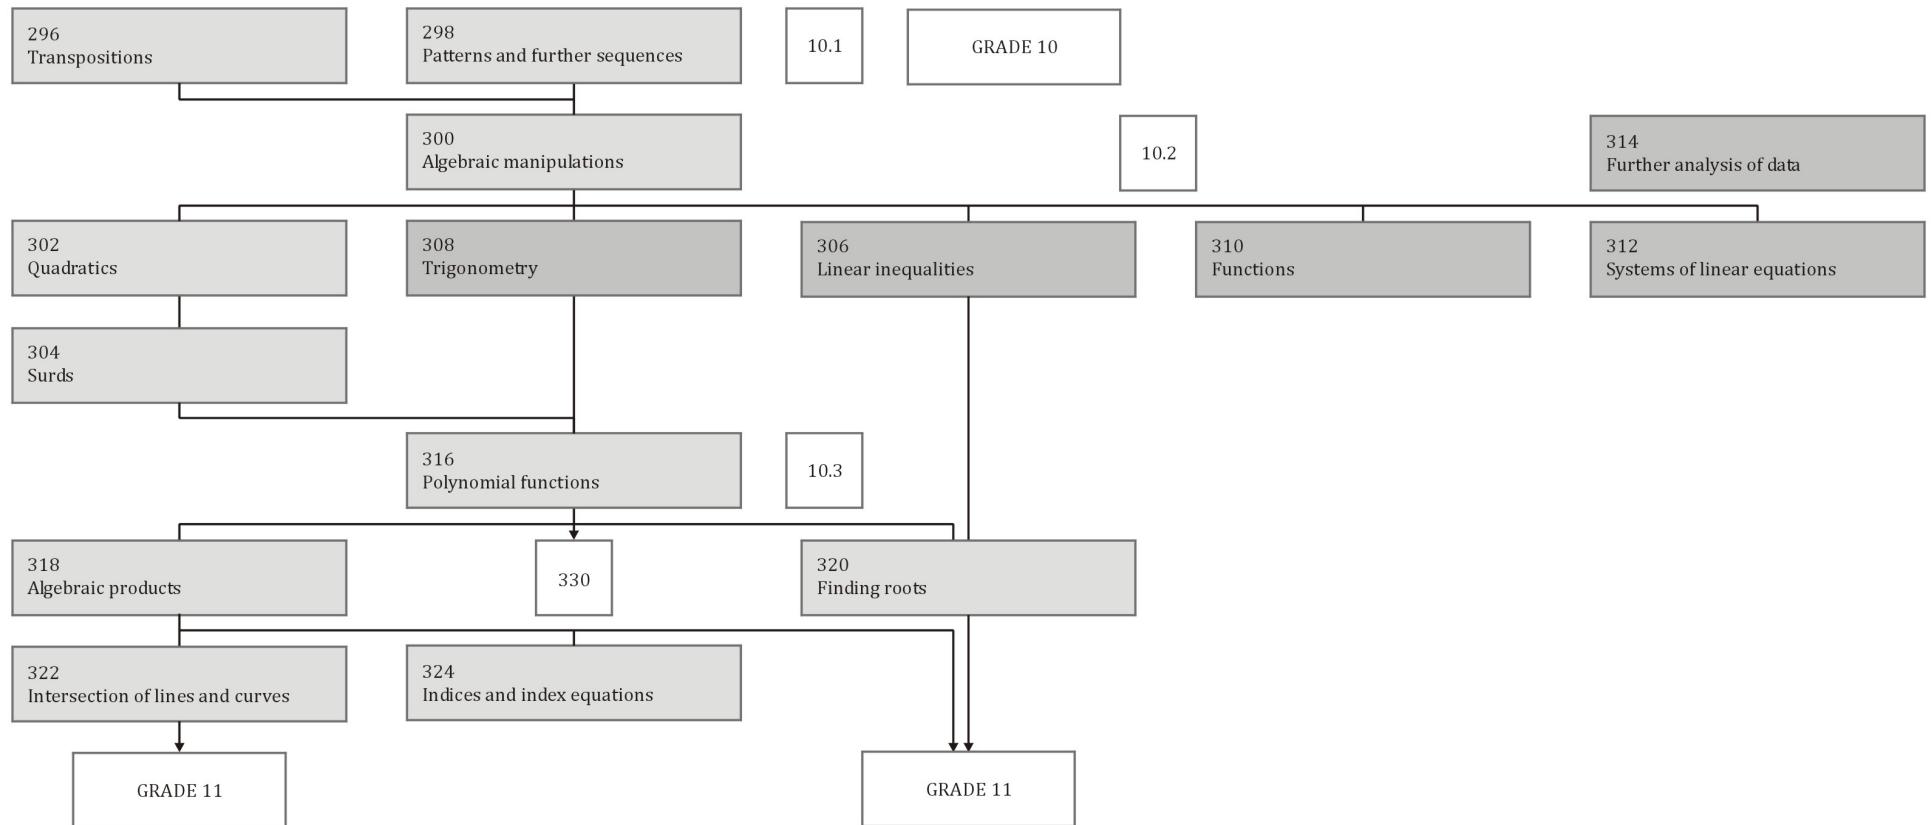 296
Transpositions
298
Patterns and further sequences
10.1
GRADE 10
300
Algebraic manipulations
10.2
314
Further analysis of data
302
Quadratics
308
Trigonometry
306
Linear inequalities
310
Functions
312
Systems of linear equations
304
Surds
316
Polynomial functions
10.3
318
Algebraic products
330
320
Finding roots
322
Intersection of lines and curves
324
Indices and index equations
GRADE 11
GRADE 11